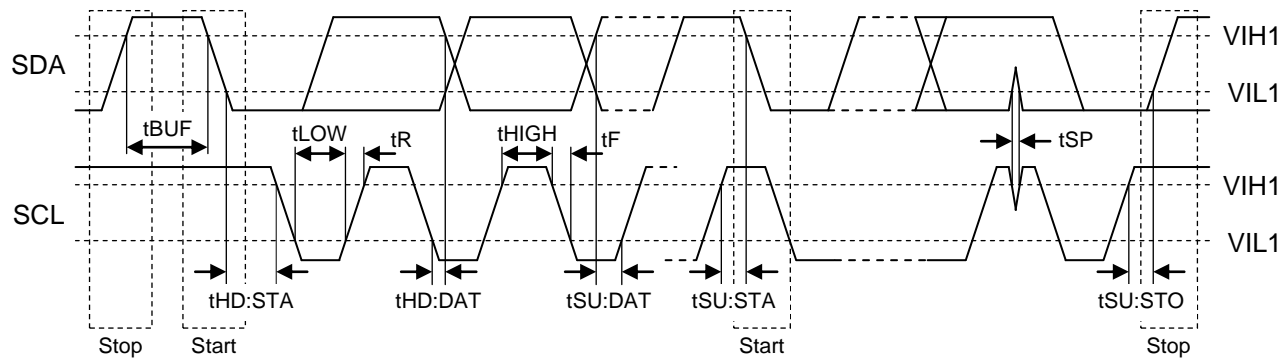 SDA
VIH1
VIL1
tBUF
tLOW
tR
tHIGH
tF
tSP
SCL
VIH1
VIL1
tHD:STA
tHD:DAT
tSU:DAT
tSU:STA
tSU:STO
Stop
Start
Start
Stop